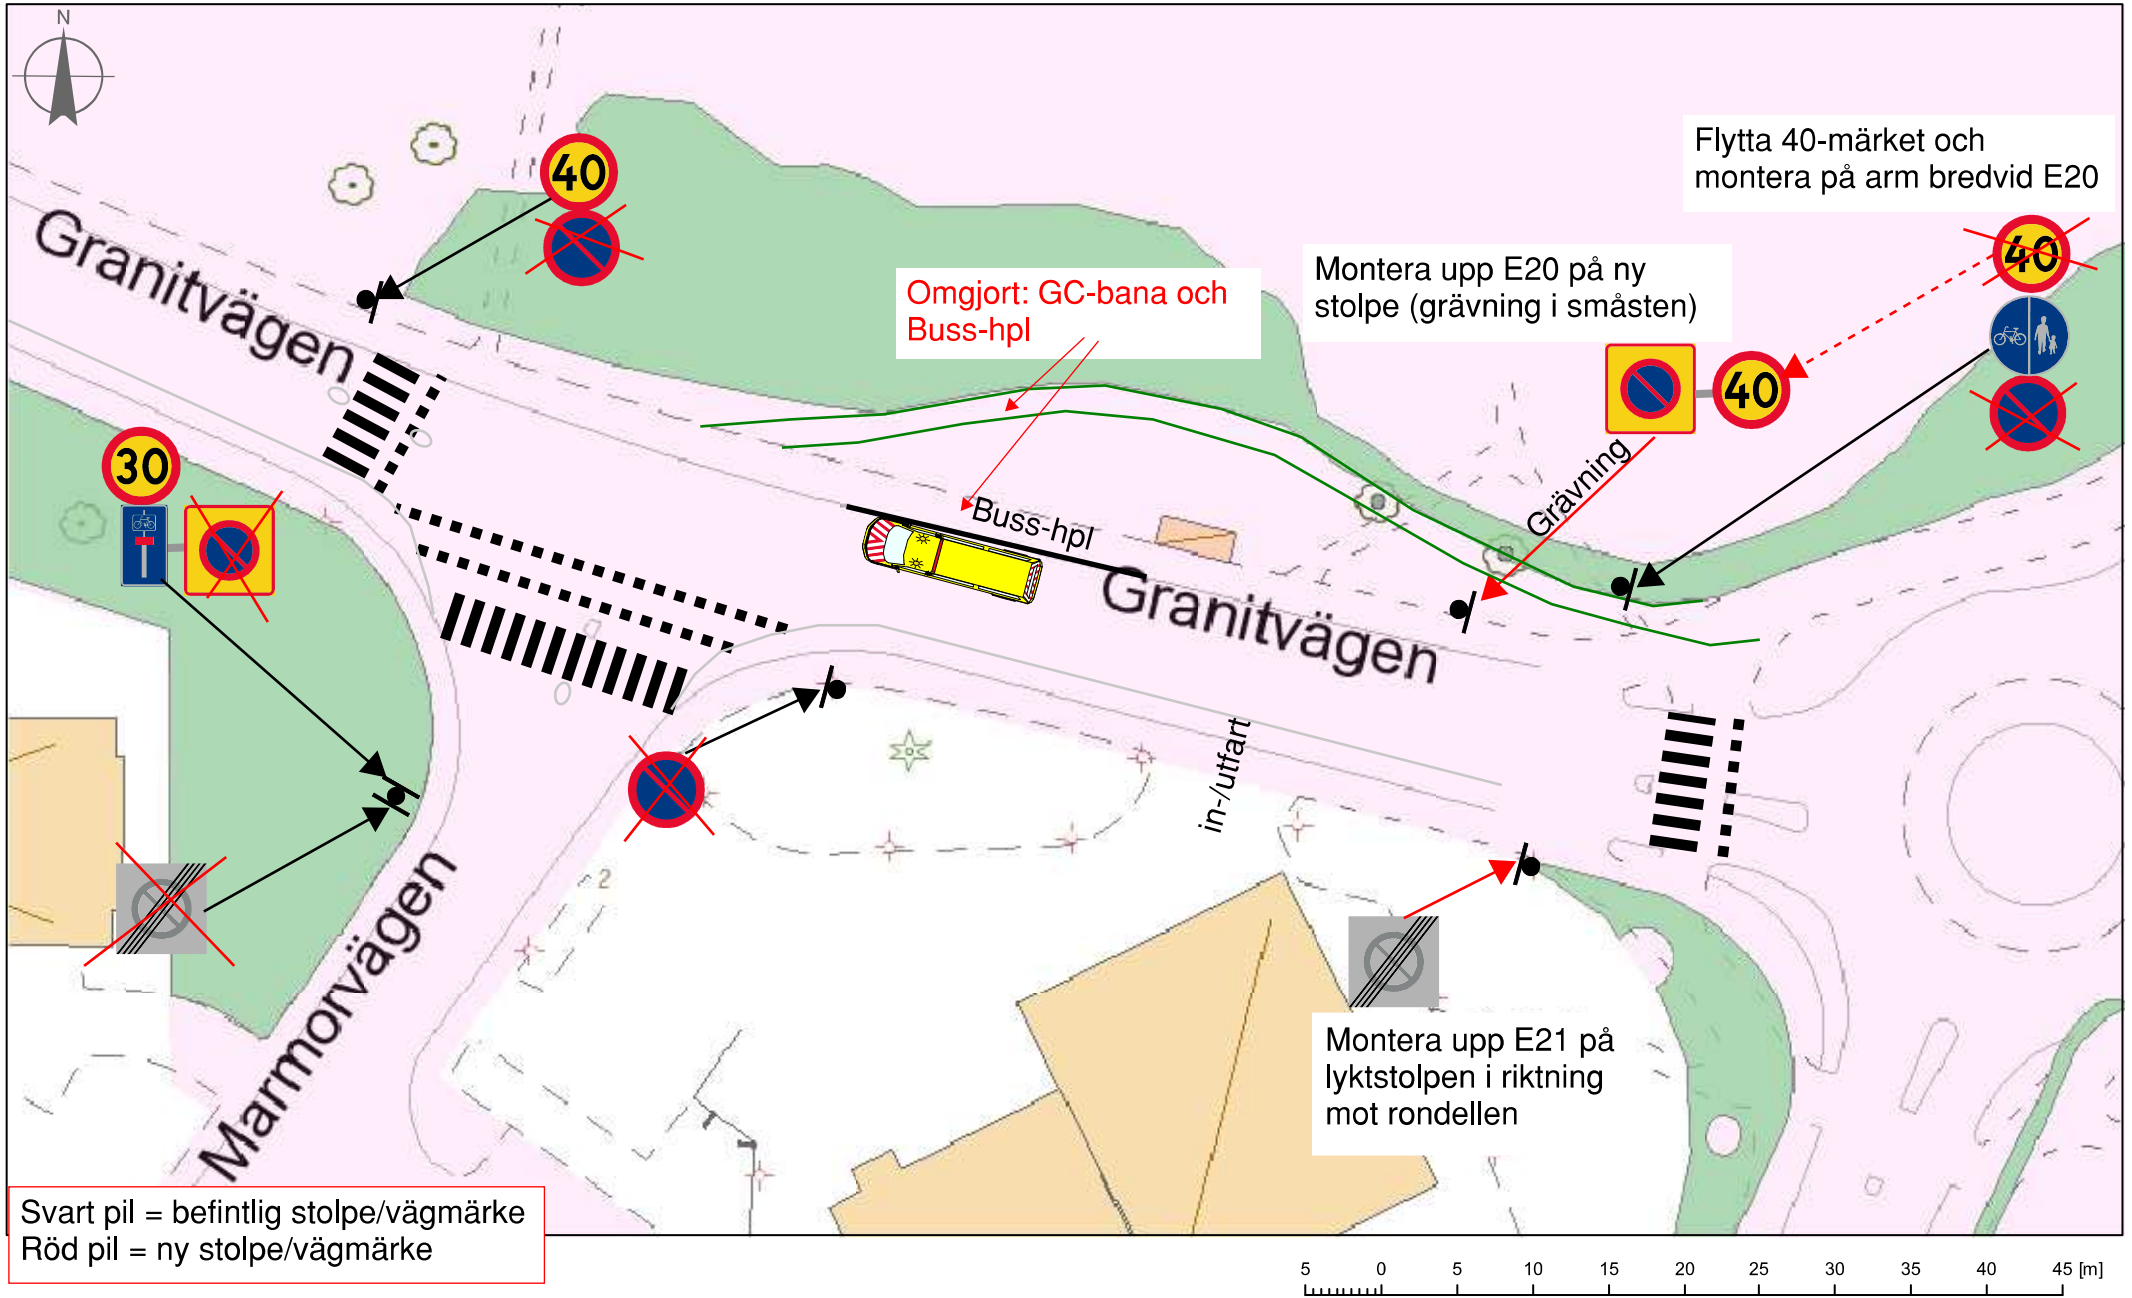 N
Flytta 40-märket och
montera på arm bredvid E20
40
40
Granitvägen
Montera upp E20 på ny
stolpe (grävning i småsten)
Omgjort: GC-bana och
Buss-hpl
40
30
Grävning
Buss-hpl
Granitvägen
in-/utfart
2
Marmorvägen
Montera upp E21 på
lyktstolpen i riktning
mot rondellen
Svart pil = befintlig stolpe/vägmärke
Röd pil = ny stolpe/vägmärke
5 0 5 10 15 20 25 30 35 40 45 [m]